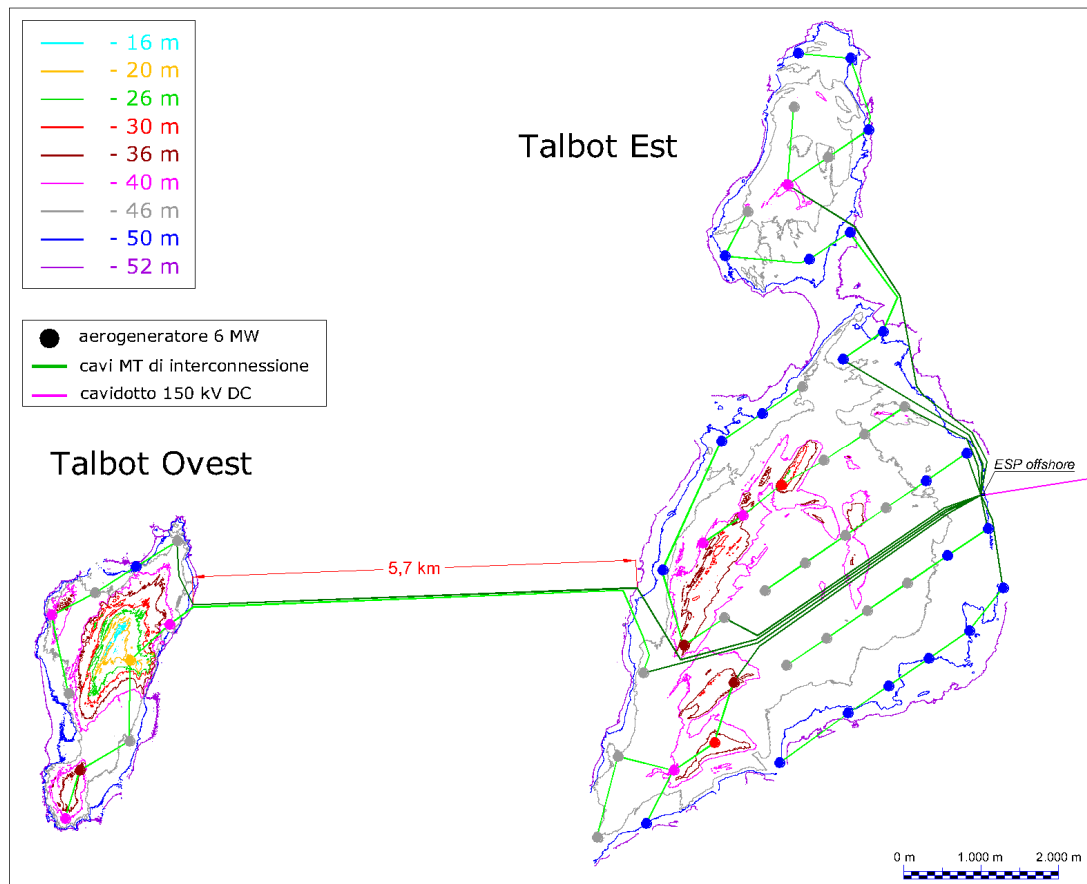 - 16 m
- 20 m
- 26 m
- 30 m
- 36 m
- 40 m
- 46 m
- 50 m
- 52 m
aerogeneratore 6 MW
cavi MT di interconnessione
cavidotto 150 kV DC
Talbot Est
Talbot Ovest
ESP offshore
5,7 km
0 m 1.000 m 2.000 m